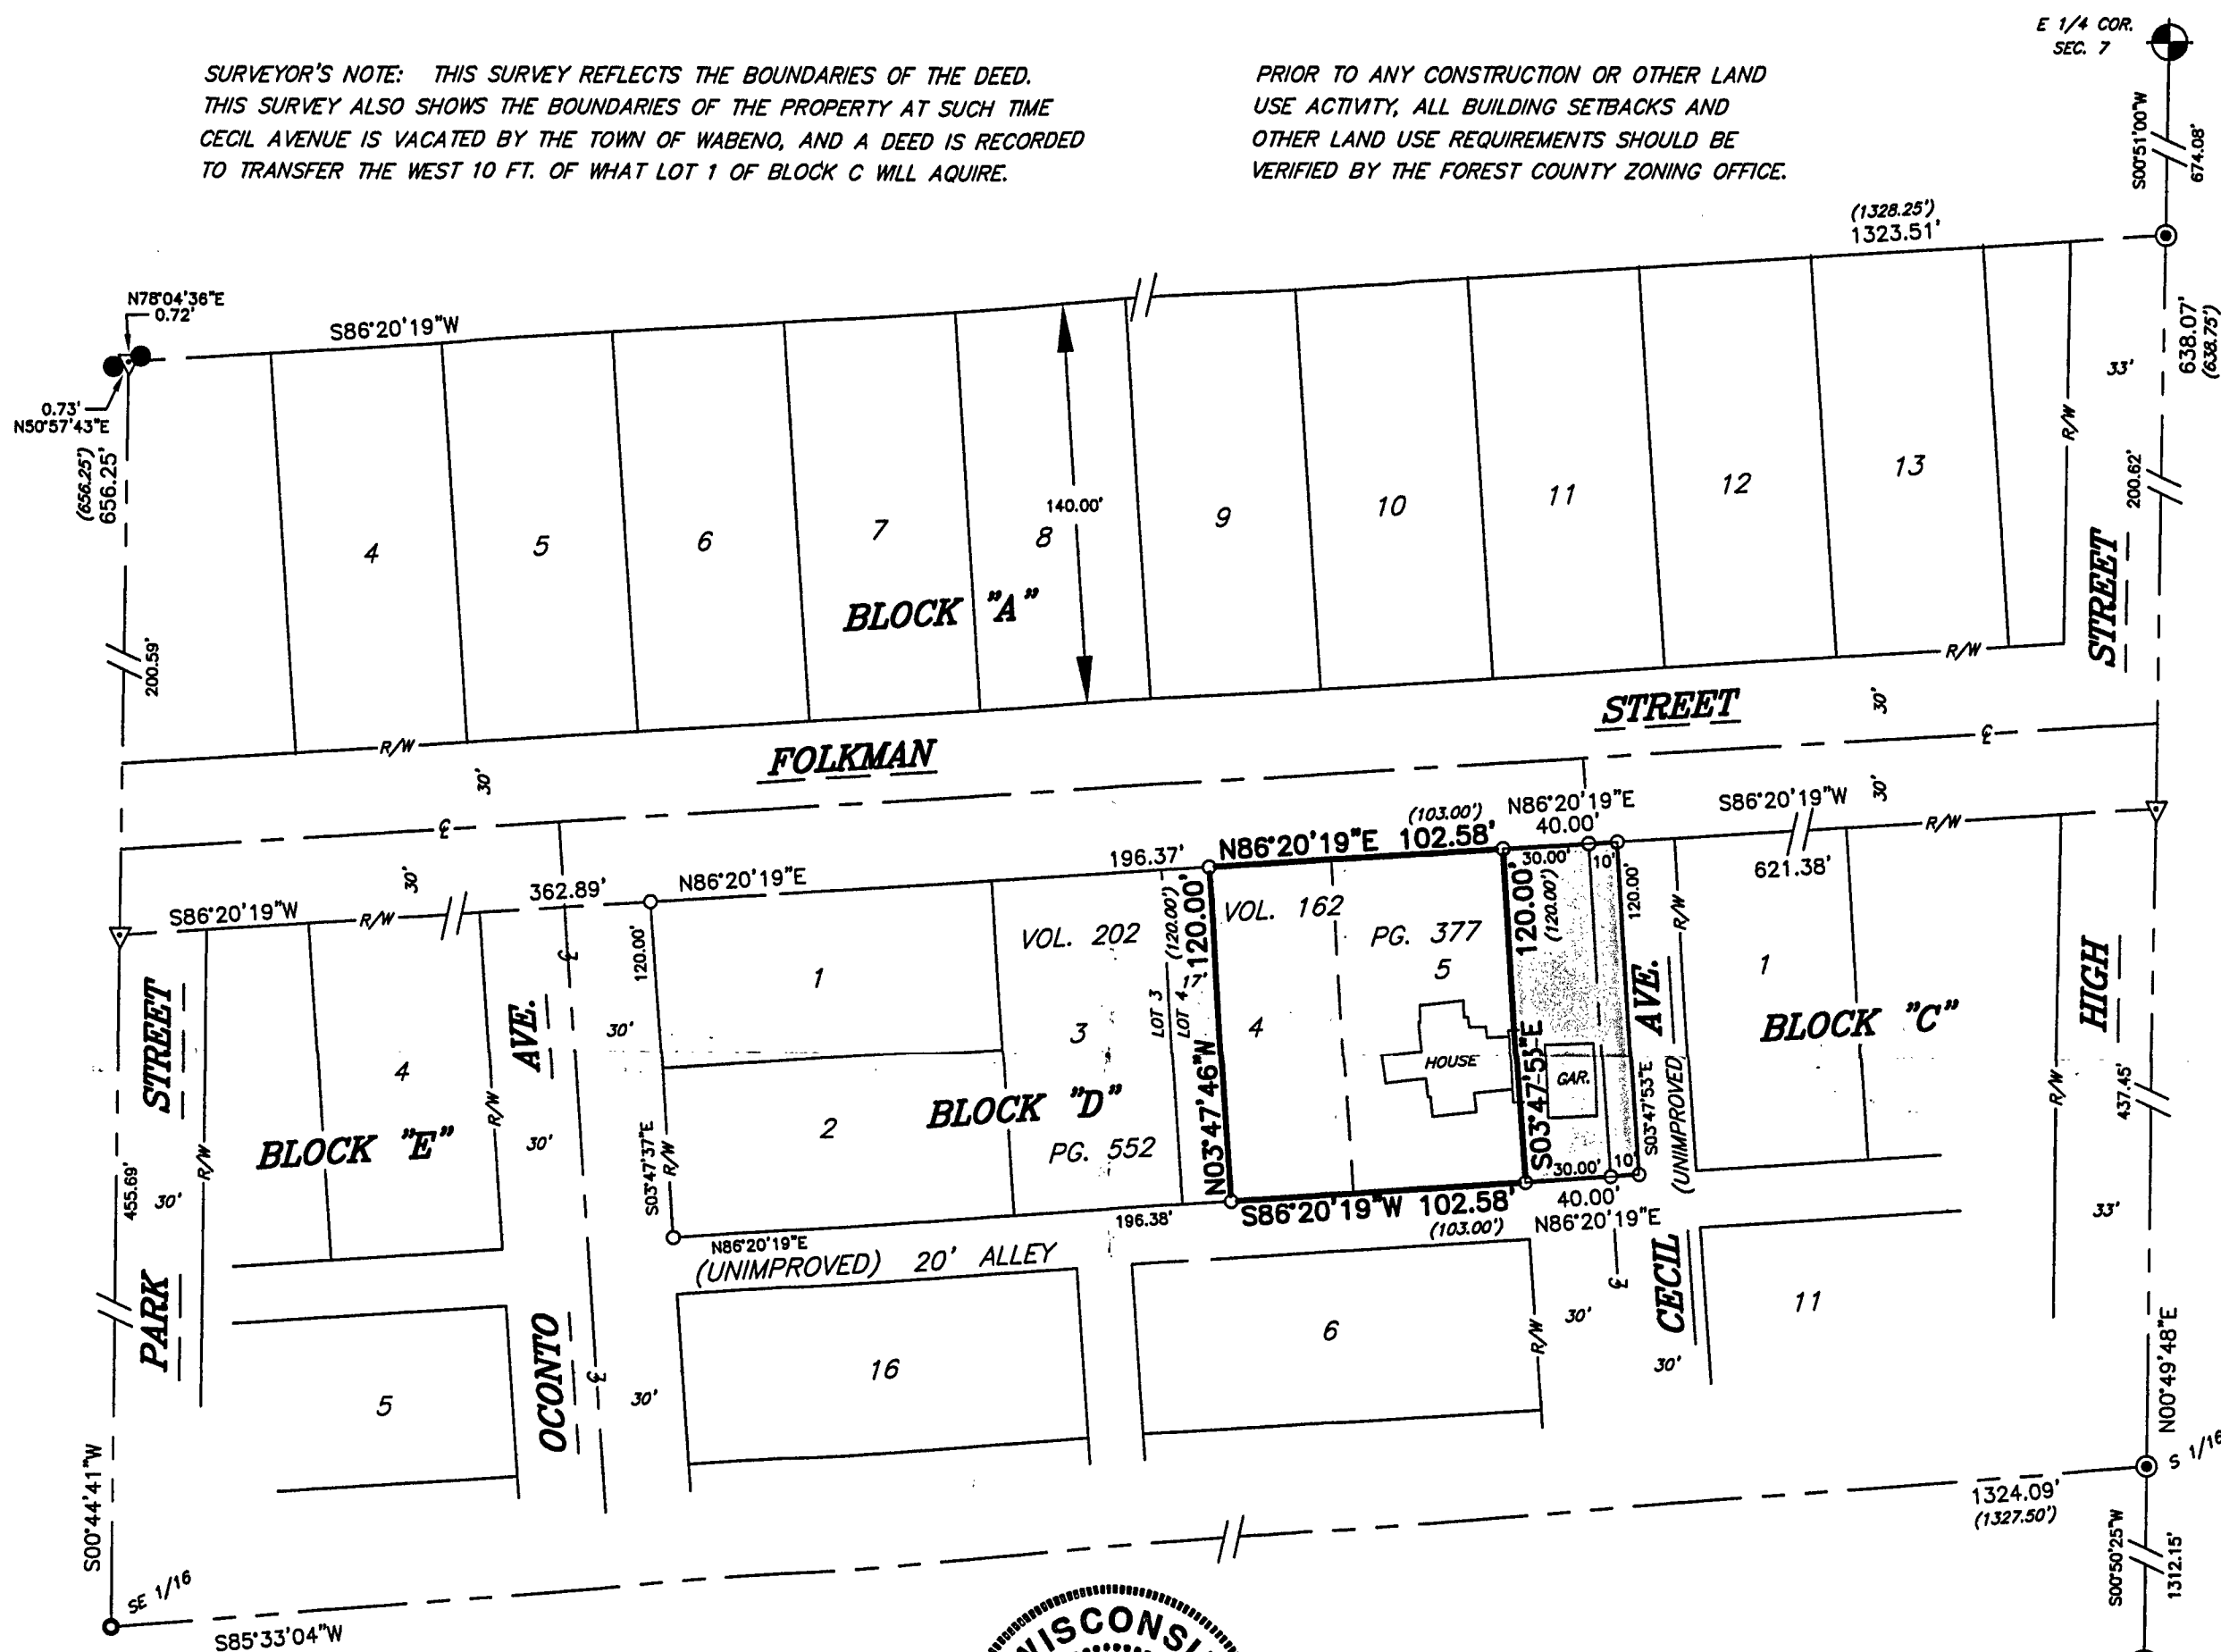 E 1/4 COR.
SEC. 7
SURVEYOR'S NOTE: THIS SURVEY REFLECTS THE BOUNDARIES OF THE DEED.
THIS SURVEY ALSO SHOWS THE BOUNDARIES OF THE PROPERTY AT SUCH TIME
CECIL AVENUE IS VACATED BY THE TOWN OF WABENO, AND A DEED IS RECORDED
TO TRANSFER THE WEST 10 FT. OF WHAT LOT 1 OF BLOCK C WILL AQUIRE.
PRIOR TO ANY CONSTRUCTION OR OTHER LAND
USE ACTIVITY, ALL BUILDING SETBACKS AND
OTHER LAND USE REQUIREMENTS SHOULD BE
VERIFIED BY THE FOREST COUNTY ZONING OFFICE.
S00°51'00"W
674.08'
(1328.25')
1323.51'
N78°04'36"E
0.72'
S86°20'19"W
0.73'
N50°57'43"E
(656.25')
656.25'
638.07'
(638.75')
33'
R/W
200.62'
140.00'
4
5
6
7
8
9
10
11
12
13
BLOCK "A"
200.59'
STREET
R/W
R/W
30'
FOLKMAN
STREET
30'
℄
℄
30'
30'
S86°20'19"W
R/W
362.89'
N86°20'19"E
196.37'
N86°20'19"E 102.58'
(103.00')
N86°20'19"E
40.00'
30.00'
10'
S86°20'19"W
621.38'
R/W
120.00'
℄
VOL. 202
(120.00')
120.00'
17'
VOL. 162
PG. 377
120.00'
(120.00')
120.00'
R/W
1
3
LOT 3
LOT 4
4
5
1
BLOCK "C"
HIGH
STREET
AVE.
30'
AVE.
4
HOUSE
GAR.
BLOCK "E"
R/W
30'
2
BLOCK "D"
PG. 552
N03°47'46"N
S03°47'53"E
S03°47'53"E
(UNIMPROVED)
R/W
437.45'
S03°47'37"E
R/W
455.69'
30'
R/W
30.00'
10'
40.00'
N86°20'19"E
196.38'
S86°20'19"W 102.58'
(103.00')
33'
N86°20'19"E
(UNIMPROVED) 20' ALLEY
PARK
OCONTO
℄
30'
5
16
6
R/W
30'
℄
CECIL
30'
11
N00°49'48"E
S 1/16
S00°44'41"W
SE 1/16
S85°33'04"W
1324.09'
(1327.50')
S00°50'25"W
1312.15'